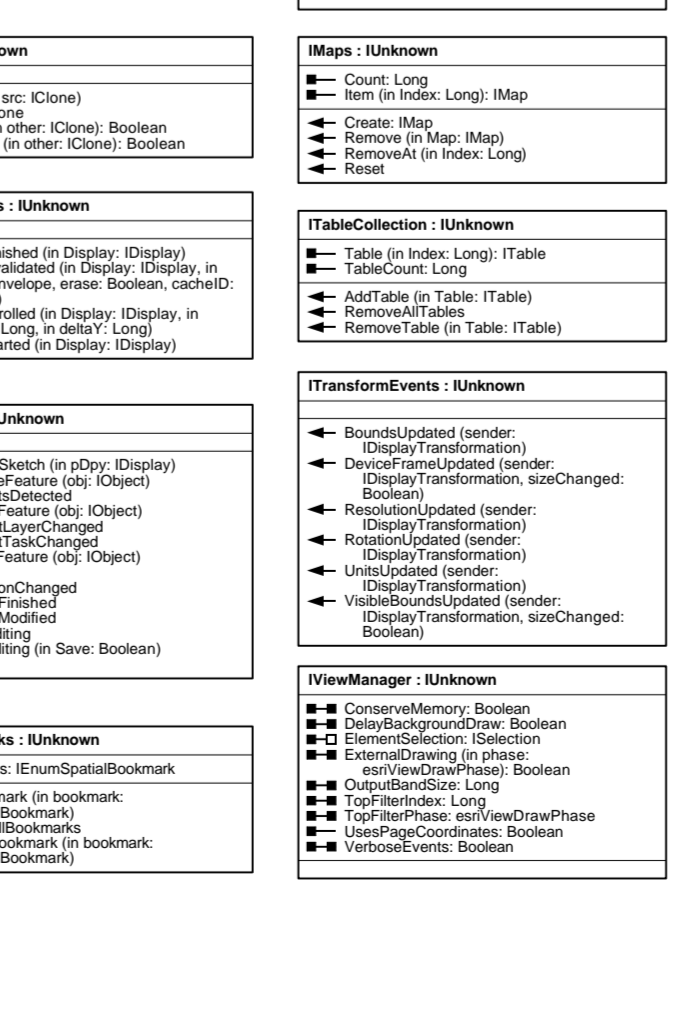 own
src: IClone)
one
other: IClone): Boolean
(in other: IClone): Boolean
s : IUnknown
ished (in Display: IDisplay)
alidated (in Display: IDisplay, in
nvelope, erase: Boolean, cacheID:
)
rolled (in Display: IDisplay, in
Long, in deltaY: Long)
arted (in Display: IDisplay)
Unknown
Sketch (in pDpy: IDisplay)
eFeature (obj: IObject)
tsDetected
Feature (obj: IObject)
tLayerChanged
tTaskChanged
Feature (obj: IObject)
onChanged
Finished
Modified
diting
diting (in Save: Boolean)
ks : IUnknown
s: IEnumSpatialBookmark
mark (in bookmark:
Bookmark)
llBookmarks
ookmark (in bookmark:
Bookmark)
IMaps : IUnknown
Count: Long
Item (in Index: Long): IMap
Create: IMap
Remove (in Map: IMap)
RemoveAt (in Index: Long)
Reset
ITableCollection : IUnknown
Table (in Index: Long): ITable
TableCount: Long
AddTable (in Table: ITable)
RemoveAllTables
RemoveTable (in Table: ITable)
ITransformEvents : IUnknown
BoundsUpdated (sender:
IDisplayTransformation)
DeviceFrameUpdated (sender:
IDisplayTransformation, sizeChanged:
Boolean)
ResolutionUpdated (sender:
IDisplayTransformation)
RotationUpdated (sender:
IDisplayTransformation)
UnitsUpdated (sender:
IDisplayTransformation)
VisibleBoundsUpdated (sender:
IDisplayTransformation, sizeChanged:
Boolean)
IViewManager : IUnknown
ConserveMemory: Boolean
DelayBackgroundDraw: Boolean
ElementSelection: ISelection
ExternalDrawing (in phase:
esriViewDrawPhase): Boolean
OutputBandSize: Long
TopFilterIndex: Long
TopFilterPhase: esriViewDrawPhase
UsesPageCoordinates: Boolean
VerboseEvents: Boolean